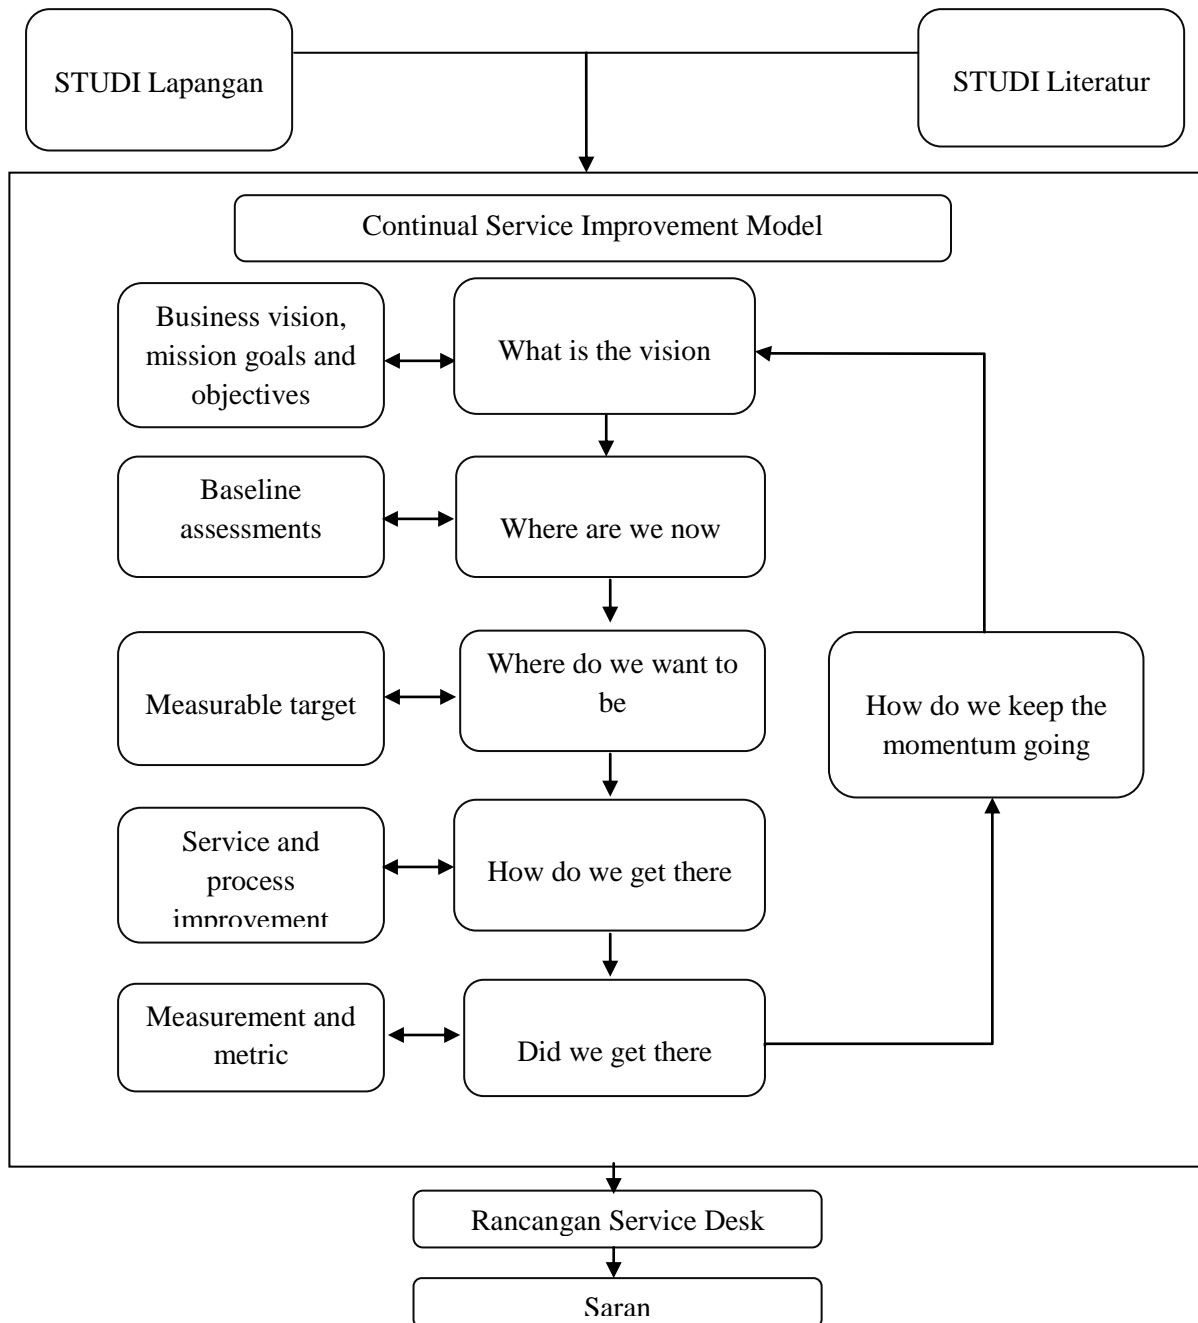 STUDI Lapangan
STUDI Literatur
Continual Service Improvement Model
Business vision,
mission goals and
objectives
What is the vision
Baseline
assessments
Where are we now
Measurable target
Where do we want to
be
How do we keep the
momentum going
Service and
process
improvement
How do we get there
Measurement and
metric
Did we get there
Rancangan Service Desk
Saran